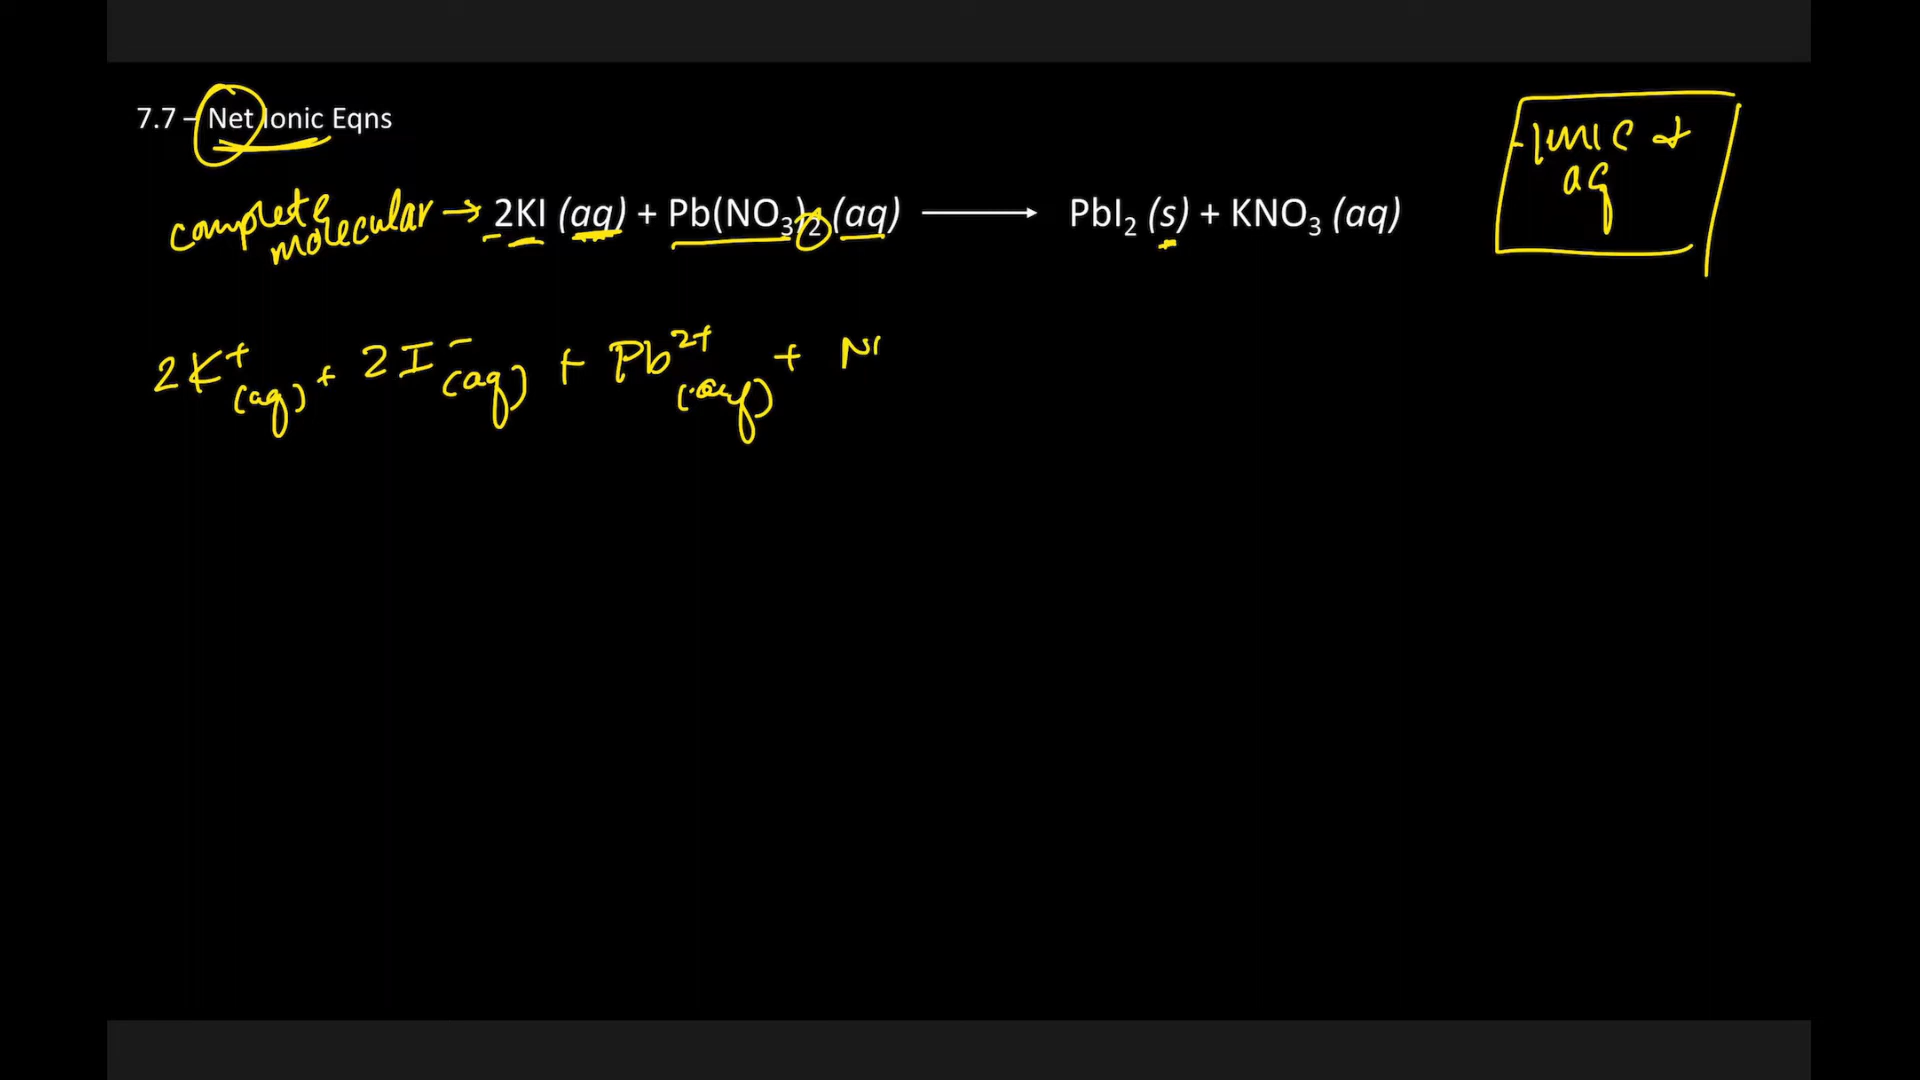 7.7 – Net Ionic Eqns
- ionic &
aq
complete molecular → 2KI (aq) + Pb(NO₃)₂ (aq) ⟶ PbI₂ (s) + KNO₃ (aq)
2K⁺(aq) + 2I⁻(aq) + Pb²⁺(aq) + N